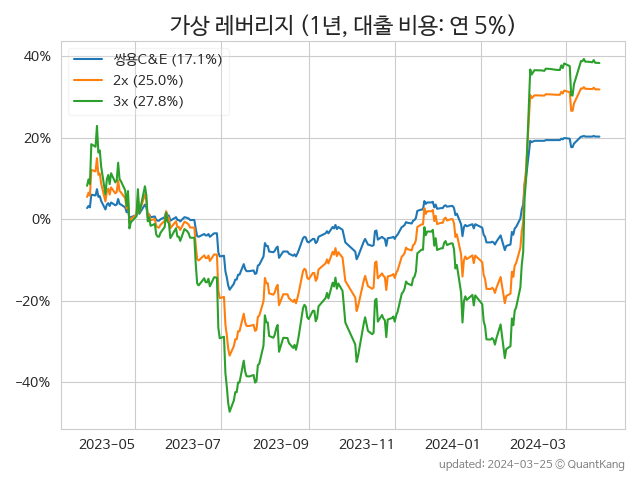 가상 레버리지 (1년, 대출 비용: 연 5%)
쌍용C&E (17.1%)
2x (25.0%)
3x (27.8%)
40%
20%
0%
−20%
−40%
2023-05 2023-07 2023-09 2023-11 2024-01 2024-03
updated: 2024-03-25 © QuantKang